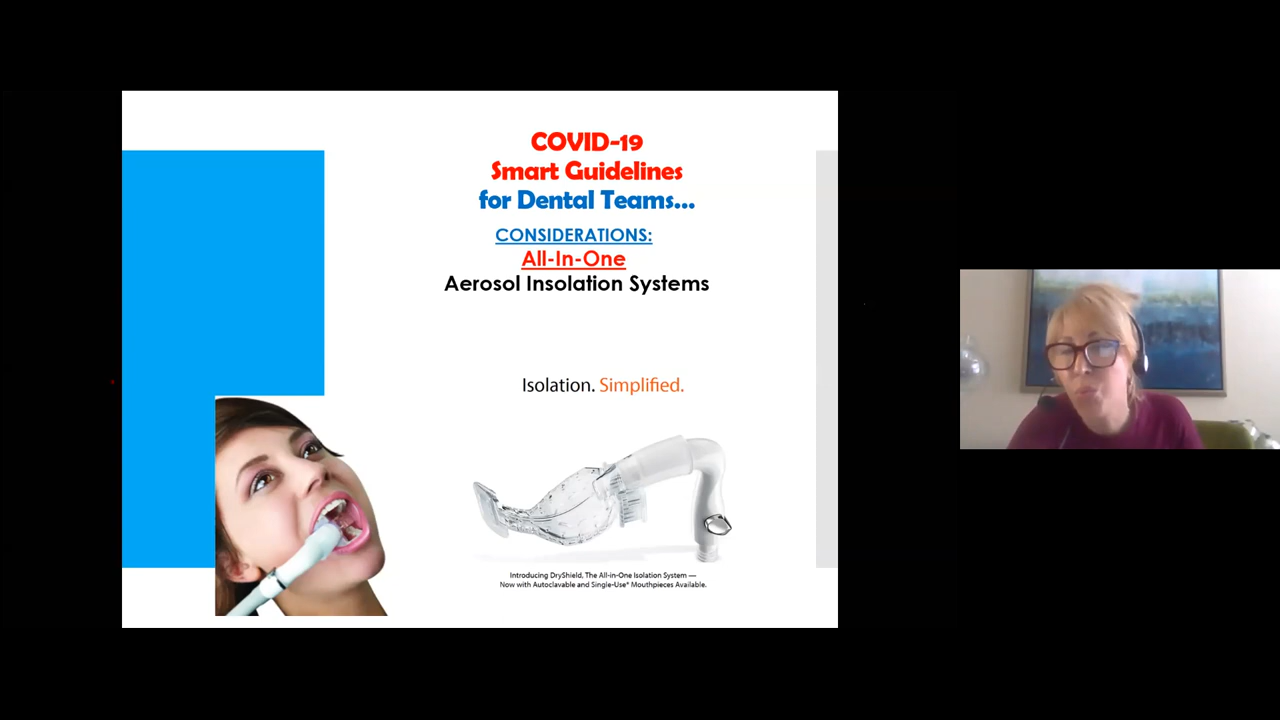 COVID-19
Smart Guidelines
for Dental Teams...
CONSIDERATIONS:
All-In-One
Aerosol Insolation Systems
Isolation. Simplified.
Introducing DryShield, The All-in-One Isolation System —
Now with Autoclavable and Single-Use* Mouthpieces Available.